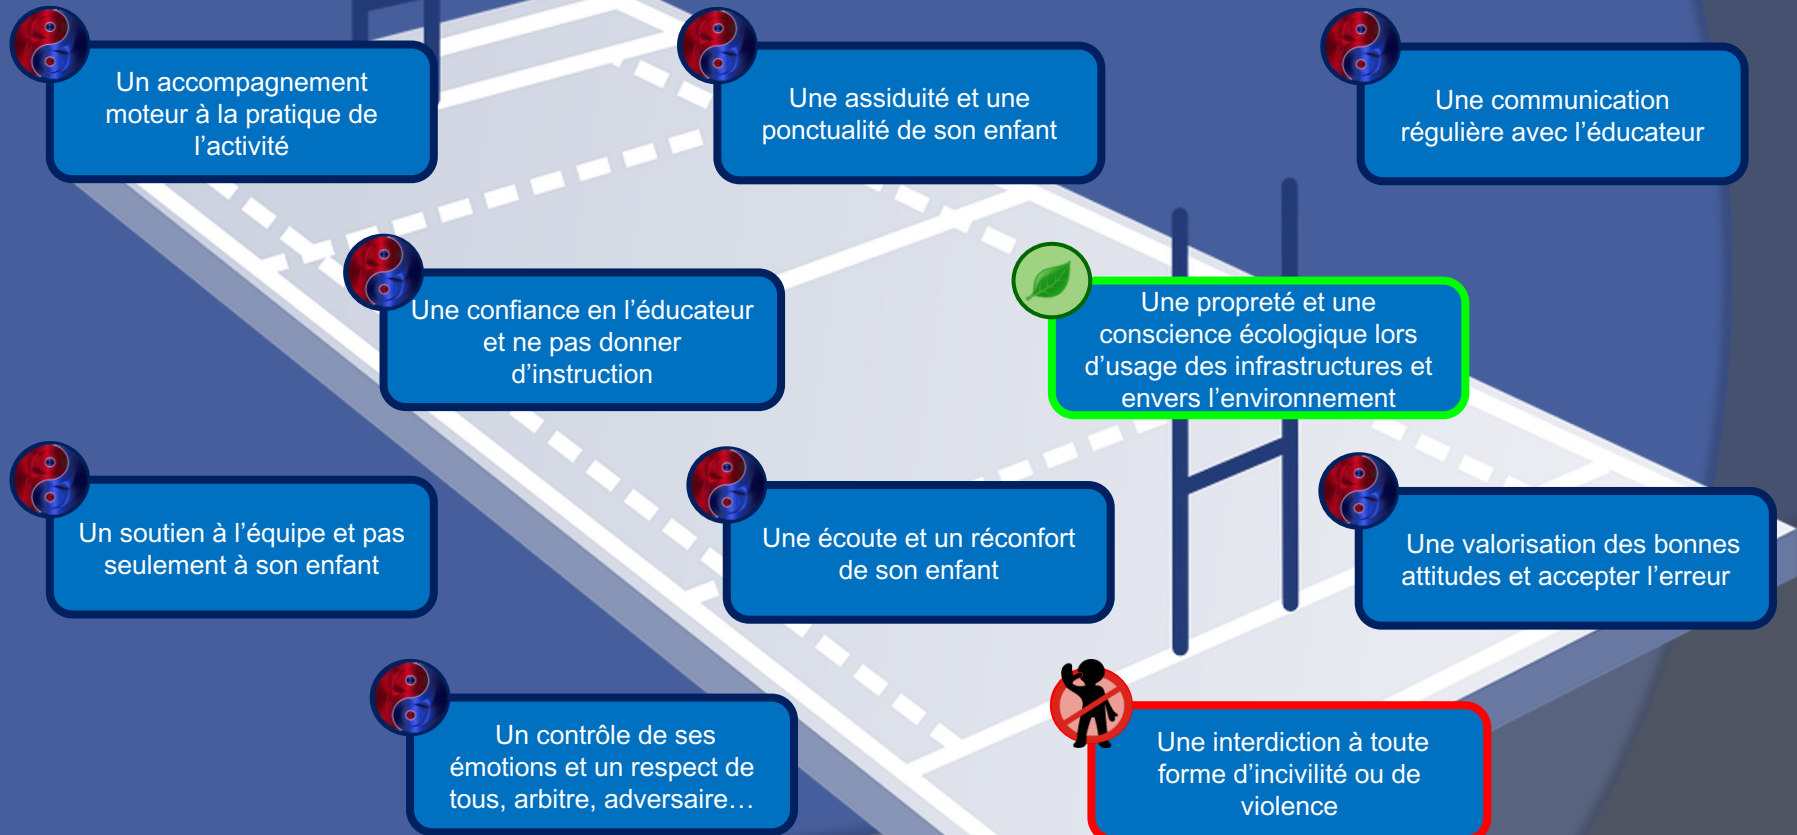 Un accompagnement
moteur à la pratique de
l’activité
Une assiduité et une
ponctualité de son enfant
Une communication
régulière avec l’éducateur
Une confiance en l’éducateur
et ne pas donner
d’instruction
Une propreté et une
conscience écologique lors
d’usage des infrastructures et
envers l’environnement
Un soutien à l’équipe et pas
seulement à son enfant
Une écoute et un réconfort
de son enfant
Une valorisation des bonnes
attitudes et accepter l’erreur
Un contrôle de ses
émotions et un respect de
tous, arbitre, adversaire…
Une interdiction à toute
forme d’incivilité ou de
violence